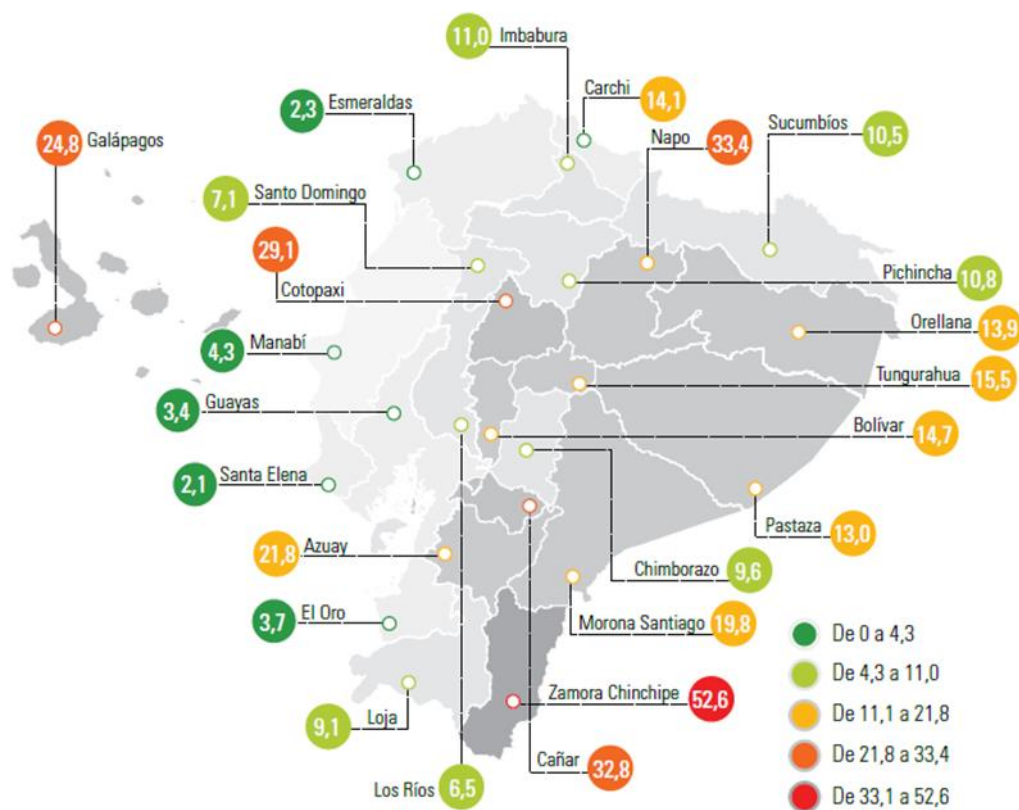 11,0 Imbabura
Carchi 14,1
2,3 Esmeraldas
24,8 Galápagos
Napo 33,4
Sucumbíos 10,5
7,1 Santo Domingo
29,1
Cotopaxi
Pichincha 10,8
Orellana 13,9
4,3 Manabí
Tungurahua 15,5
3,4 Guayas
Bolívar 14,7
2,1 Santa Elena
Pastaza 13,0
21,8 Azuay
Chimborazo 9,6
3,7 El Oro
Morona Santiago 19,8
Zamora Chinchipe 52,6
9,1 Loja
Cañar 32,8
Los Ríos 6,5
De 0 a 4,3
De 4,3 a 11,0
De 11,1 a 21,8
De 21,8 a 33,4
De 33,1 a 52,6